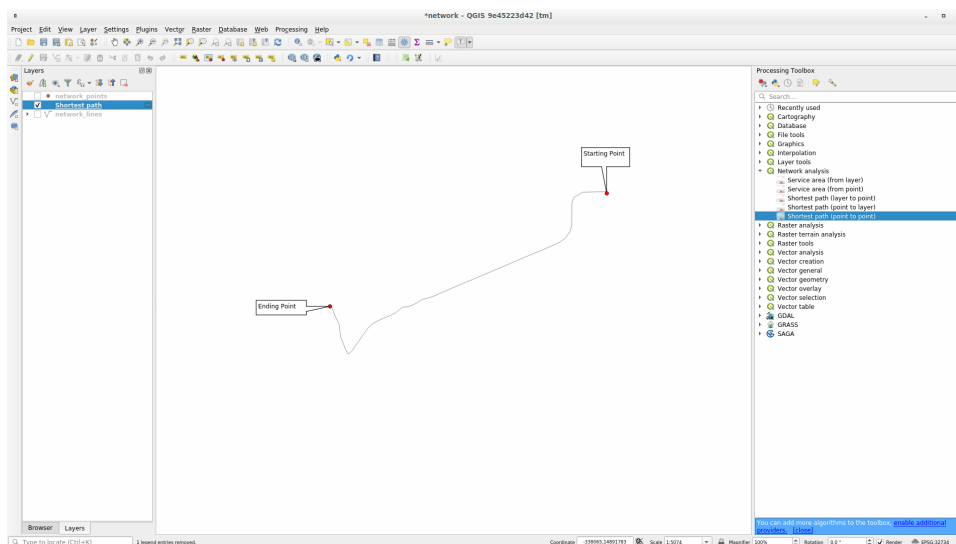 *network - QGIS 9e45223d42 [tm]
Project Edit View Layer Settings Plugins Vector Raster Database Web Processing Help
Layers
network_points
Shortest path
network_lines
Starting Point
Ending Point
Processing Toolbox
Search...
Recently used
Cartography
Database
File tools
Graphics
Interpolation
Layer tools
Network analysis
Service area (from layer)
Service area (from point)
Shortest path (layer to point)
Shortest path (point to layer)
Shortest path (point to point)
Raster analysis
Raster terrain analysis
Raster tools
Vector analysis
Vector creation
Vector general
Vector geometry
Vector overlay
Vector selection
Vector table
GDAL
GRASS
SAGA
You can add more algorithms to the toolbox, enable additional
providers. [close]
Browser Layers
Type to locate (Ctrl+K) 1 legend entries removed. Coordinate -338065,14891783 Scale 1:5074 Magnifier 100% Rotation 0.0 ° Render EPSG:32734